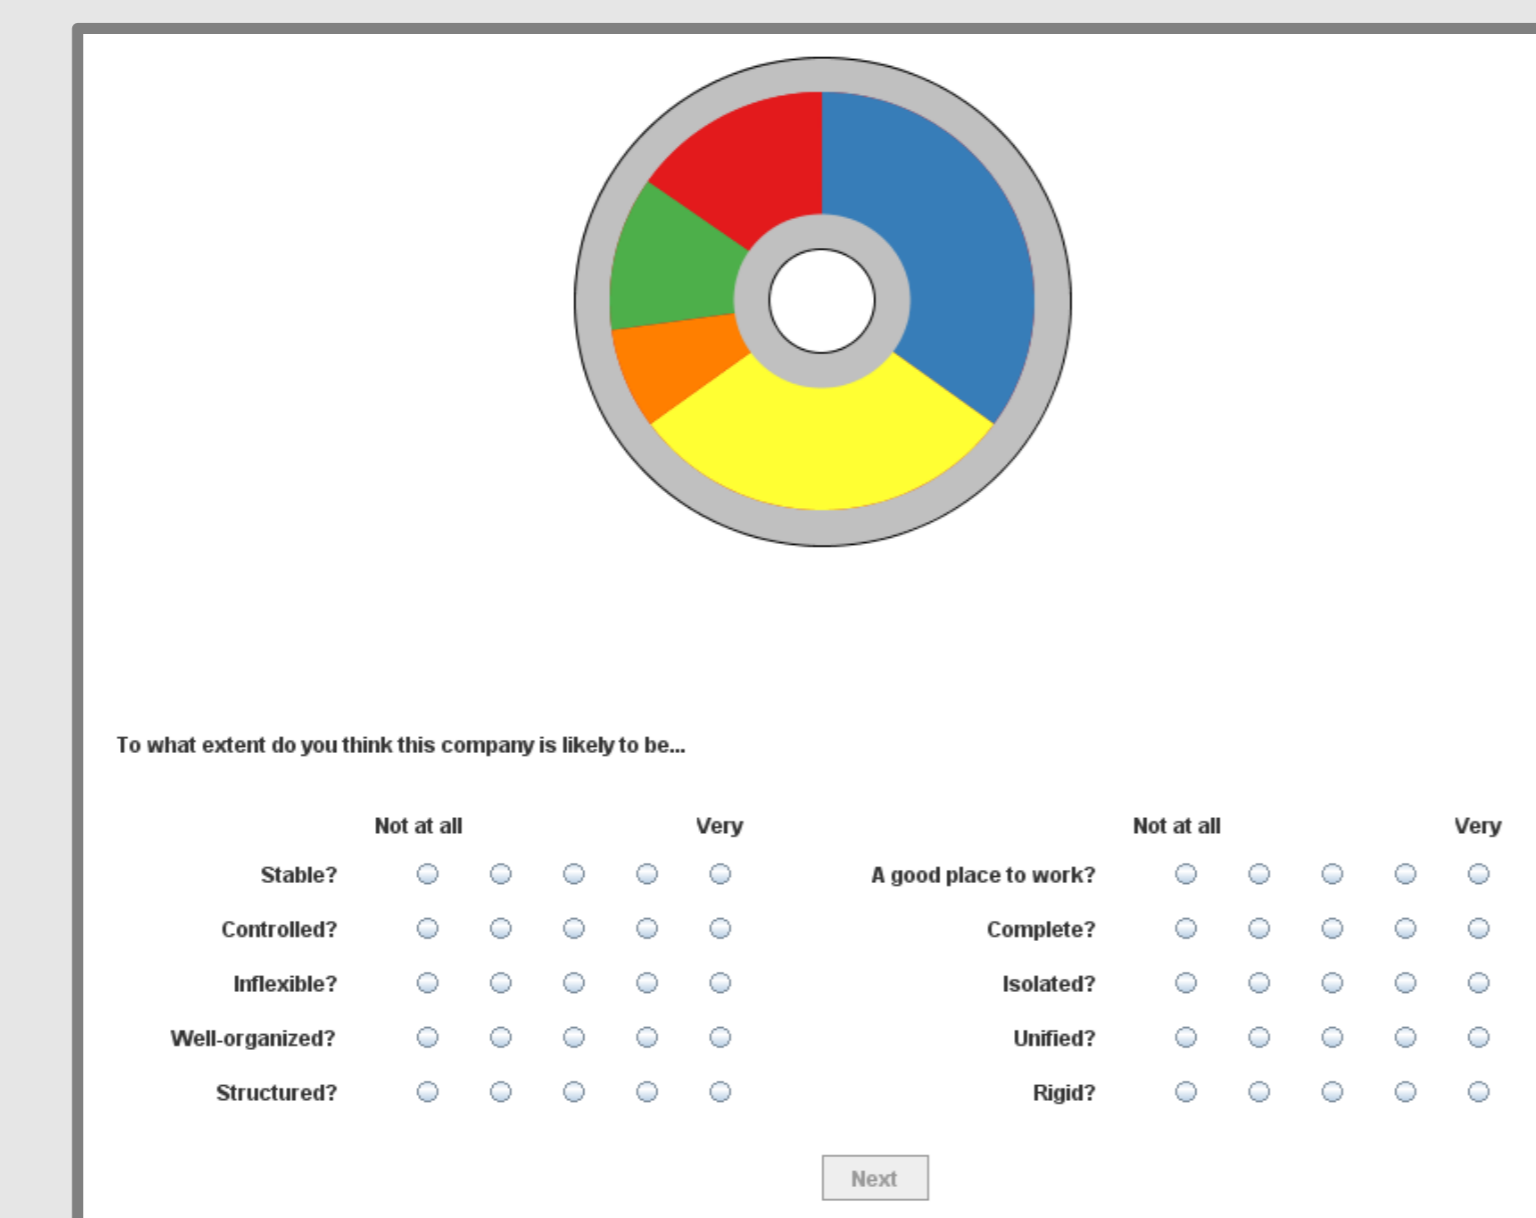 To what extent do you think this company is likely to be...
Not at all Very Not at all Very
Stable? A good place to work?
Controlled? Complete?
Inflexible? Isolated?
Well-organized? Unified?
Structured? Rigid?
Next